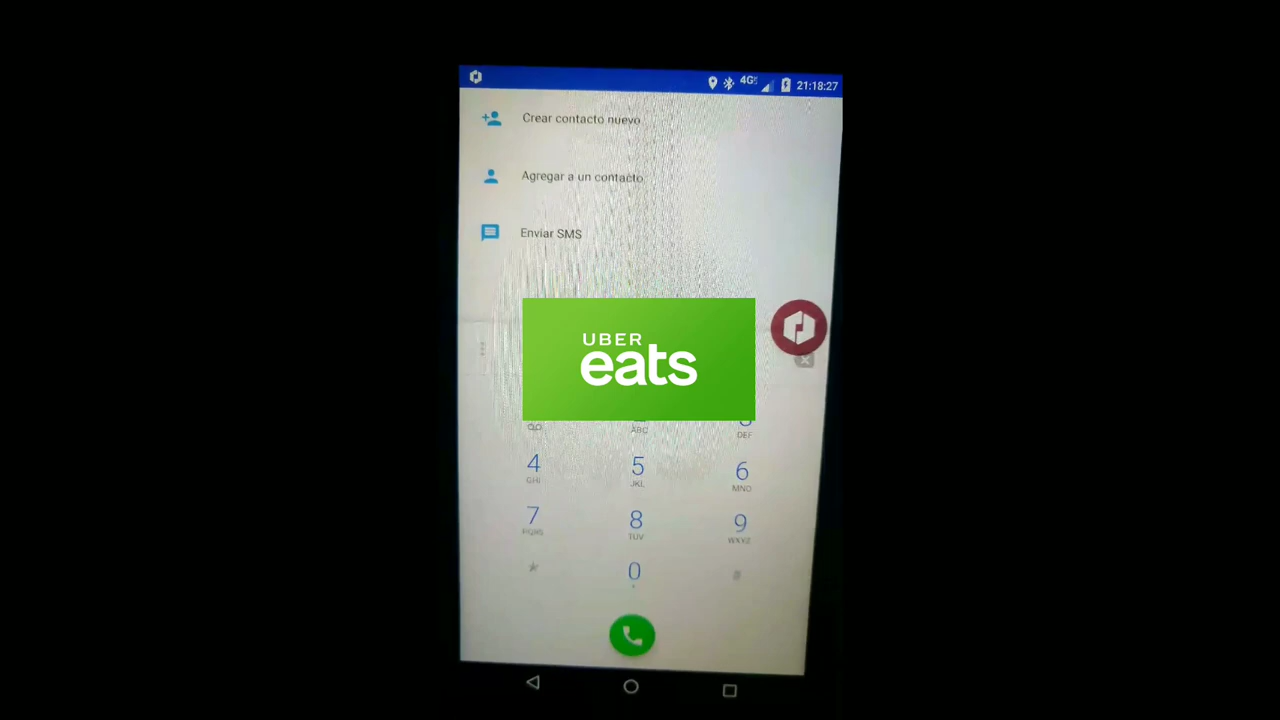 4G
21:18:27
Crear contacto nuevo
Agregar a un contacto
Enviar SMS
UBER
eats
ABC
DEF
4
5
6
GHI
JKL
MNO
7
8
9
PQRS
TUV
WXYZ
*
0
#
+